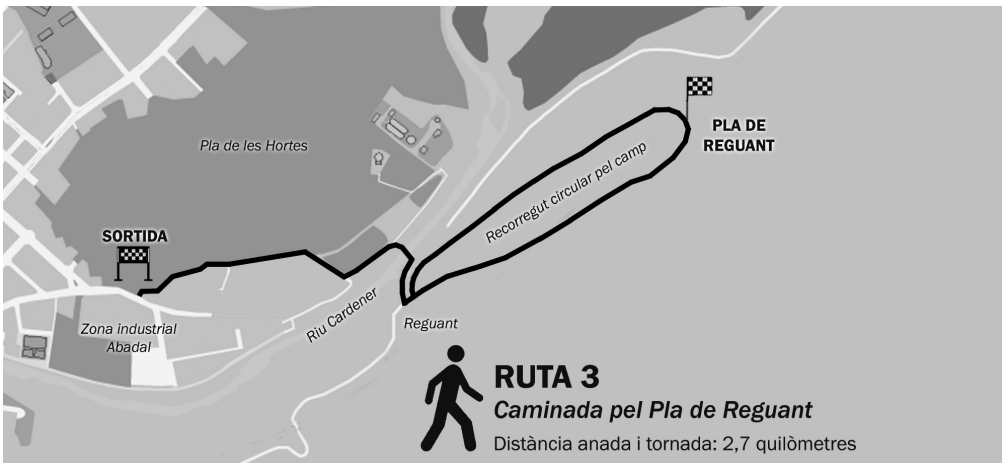 Pla de les Hortes
PLA DE
REGUANT
Recorregut circular pel camp
SORTIDA
Riu Cardener
Reguant
Zona industrial
Abadal
RUTA 3
Caminada pel Pla de Reguant
Distància anada i tornada: 2,7 quilòmetres